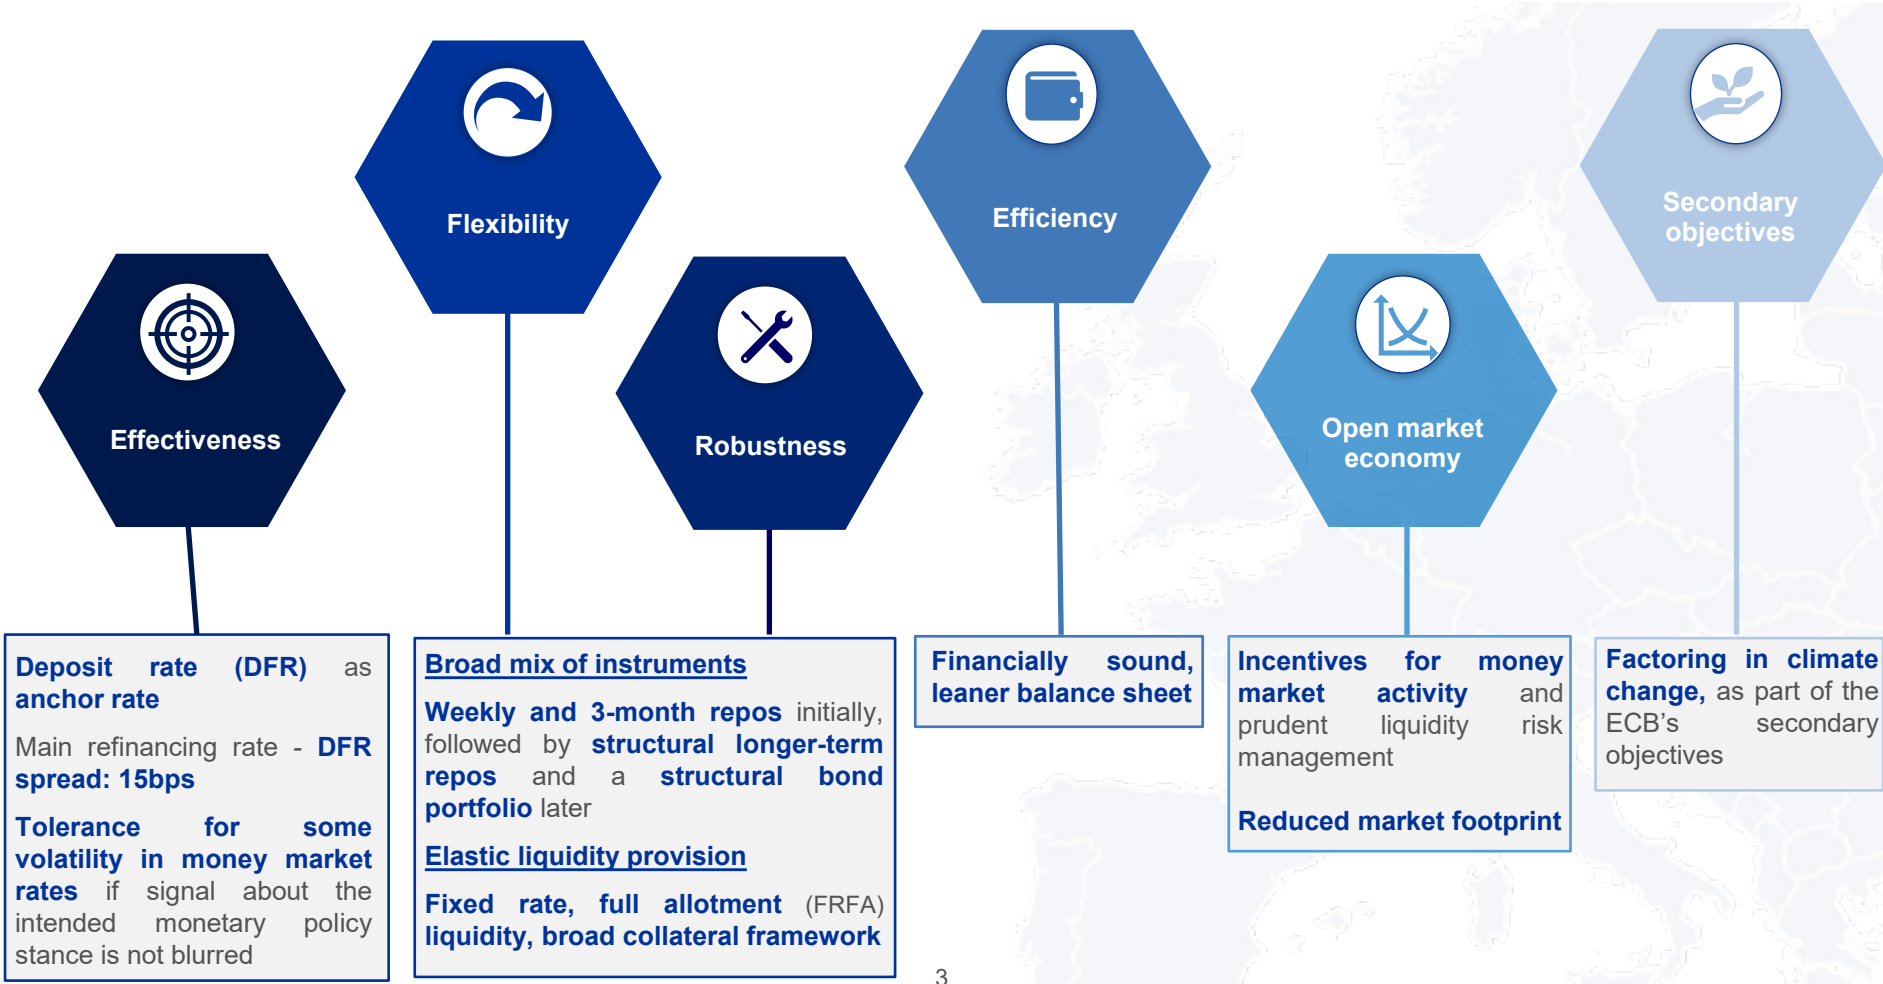 Flexibility
Efficiency
Secondary
objectives
Effectiveness
Robustness
Open market
economy
Deposit rate (DFR) as
anchor rate
Main refinancing rate - DFR
spread: 15bps
Tolerance for some
volatility in money market
rates if signal about the
intended monetary policy
stance is not blurred
Broad mix of instruments
Weekly and 3-month repos initially,
followed by structural longer-term
repos and a structural bond
portfolio later
Elastic liquidity provision
Fixed rate, full allotment (FRFA)
liquidity, broad collateral framework
Financially sound,
leaner balance sheet
Incentives for money
market activity and
prudent liquidity risk
management
Reduced market footprint
Factoring in climate
change, as part of the
ECB's secondary
objectives
3